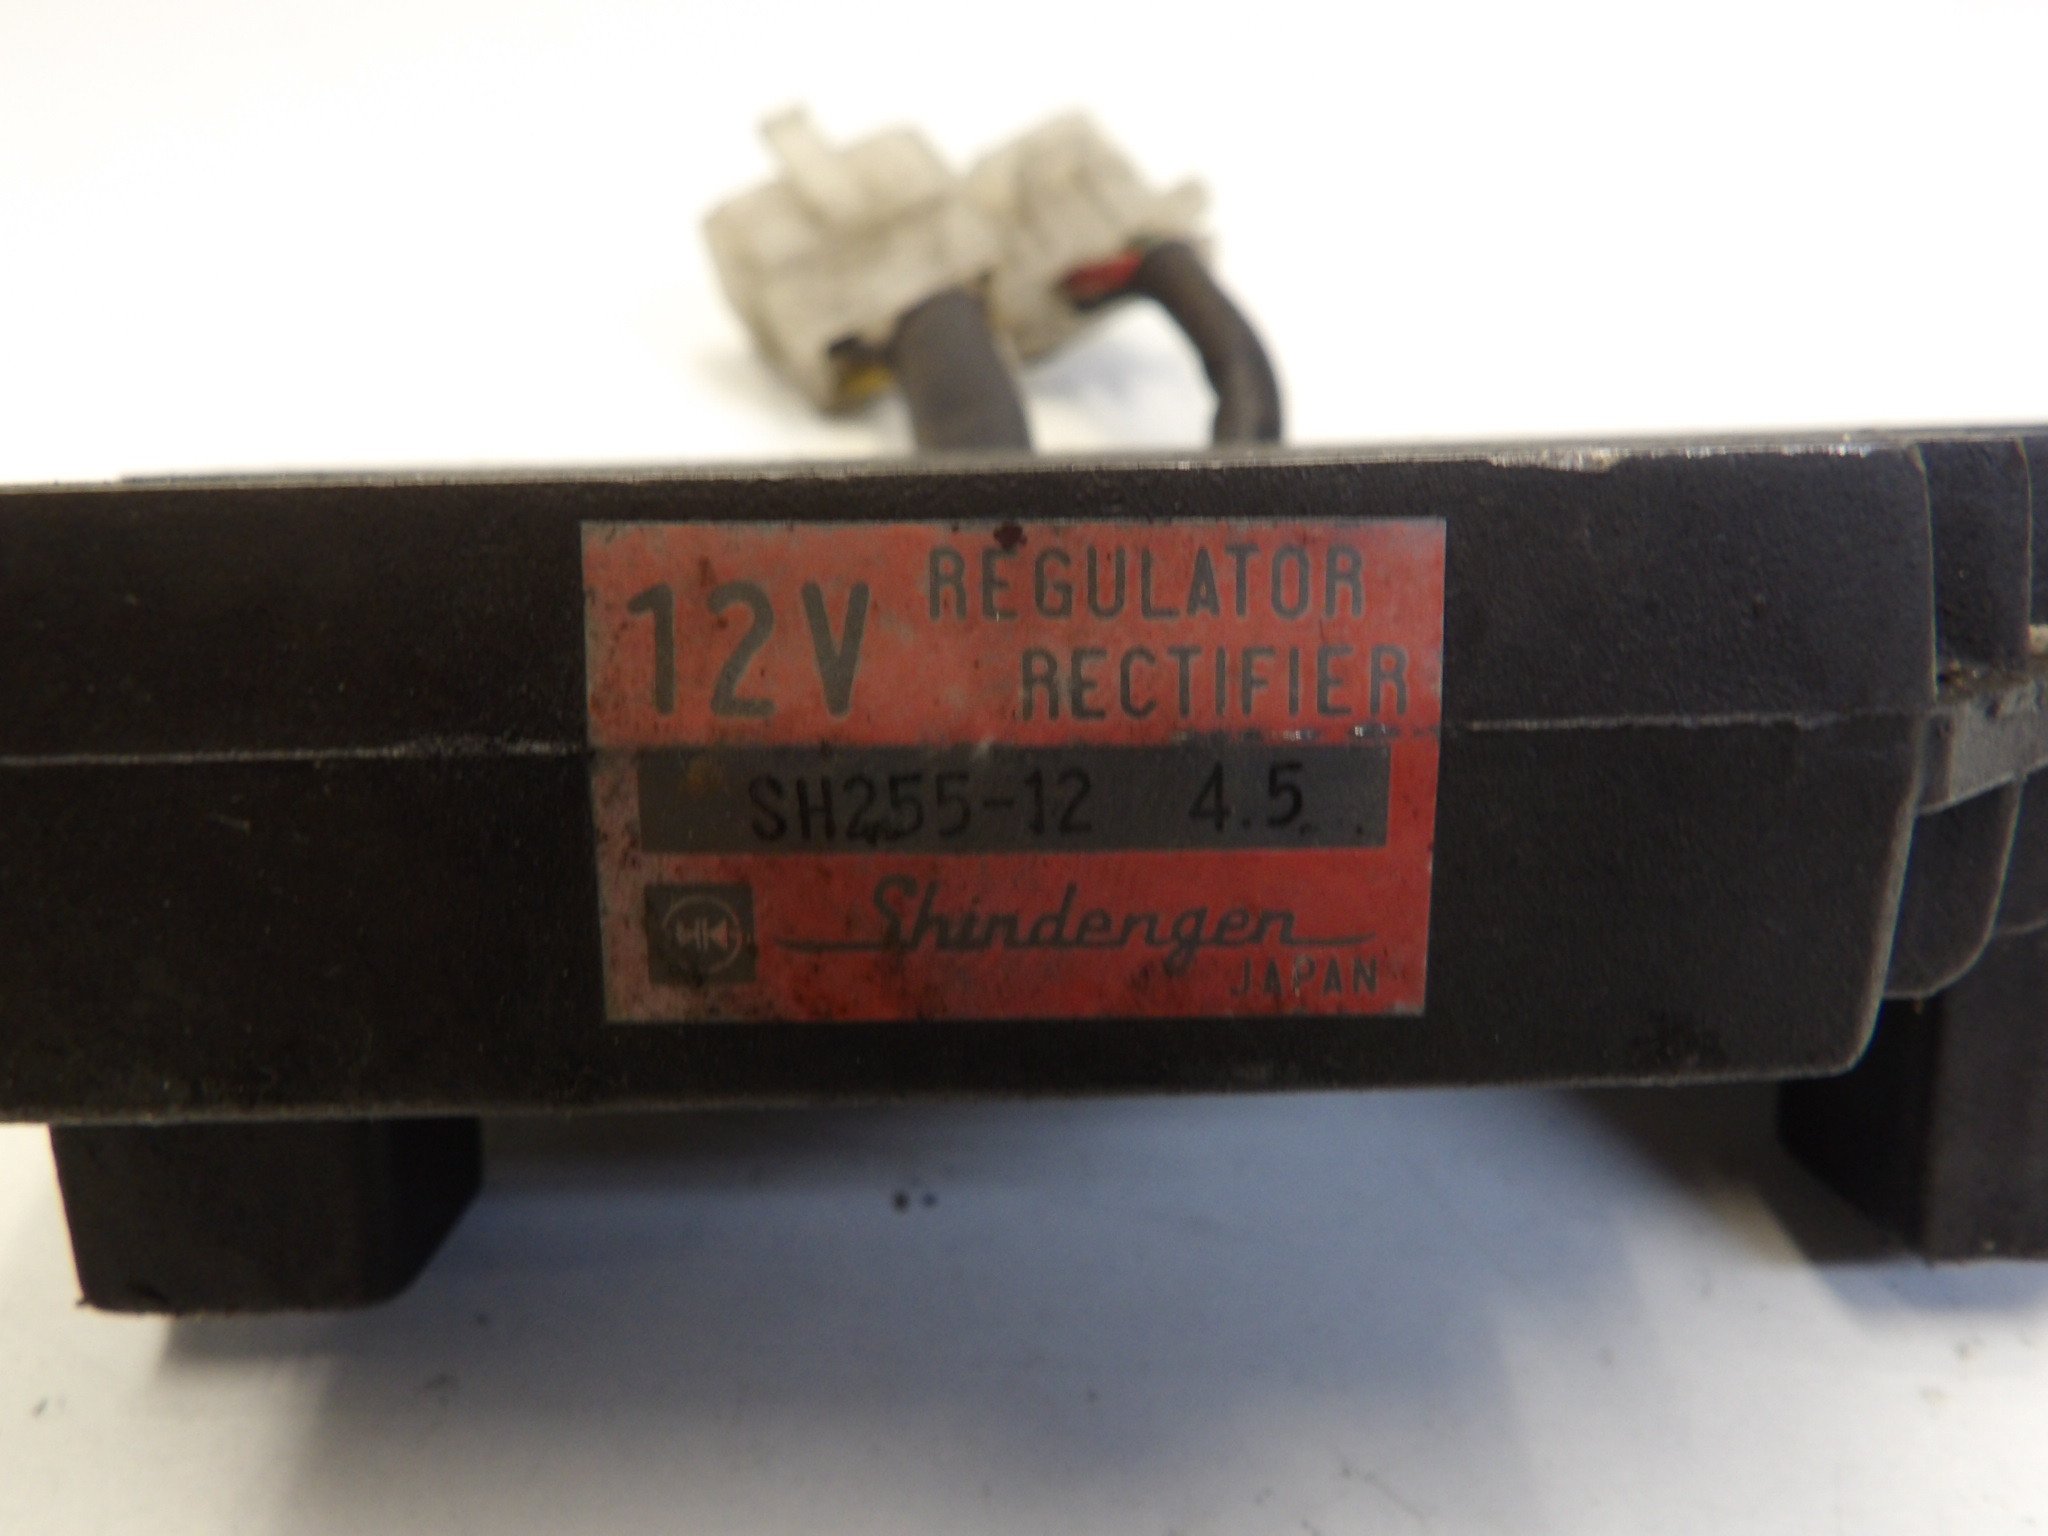 12V REGULATOR
RECTIFIER
SH255-12 4.5
Shindengen
JAPAN